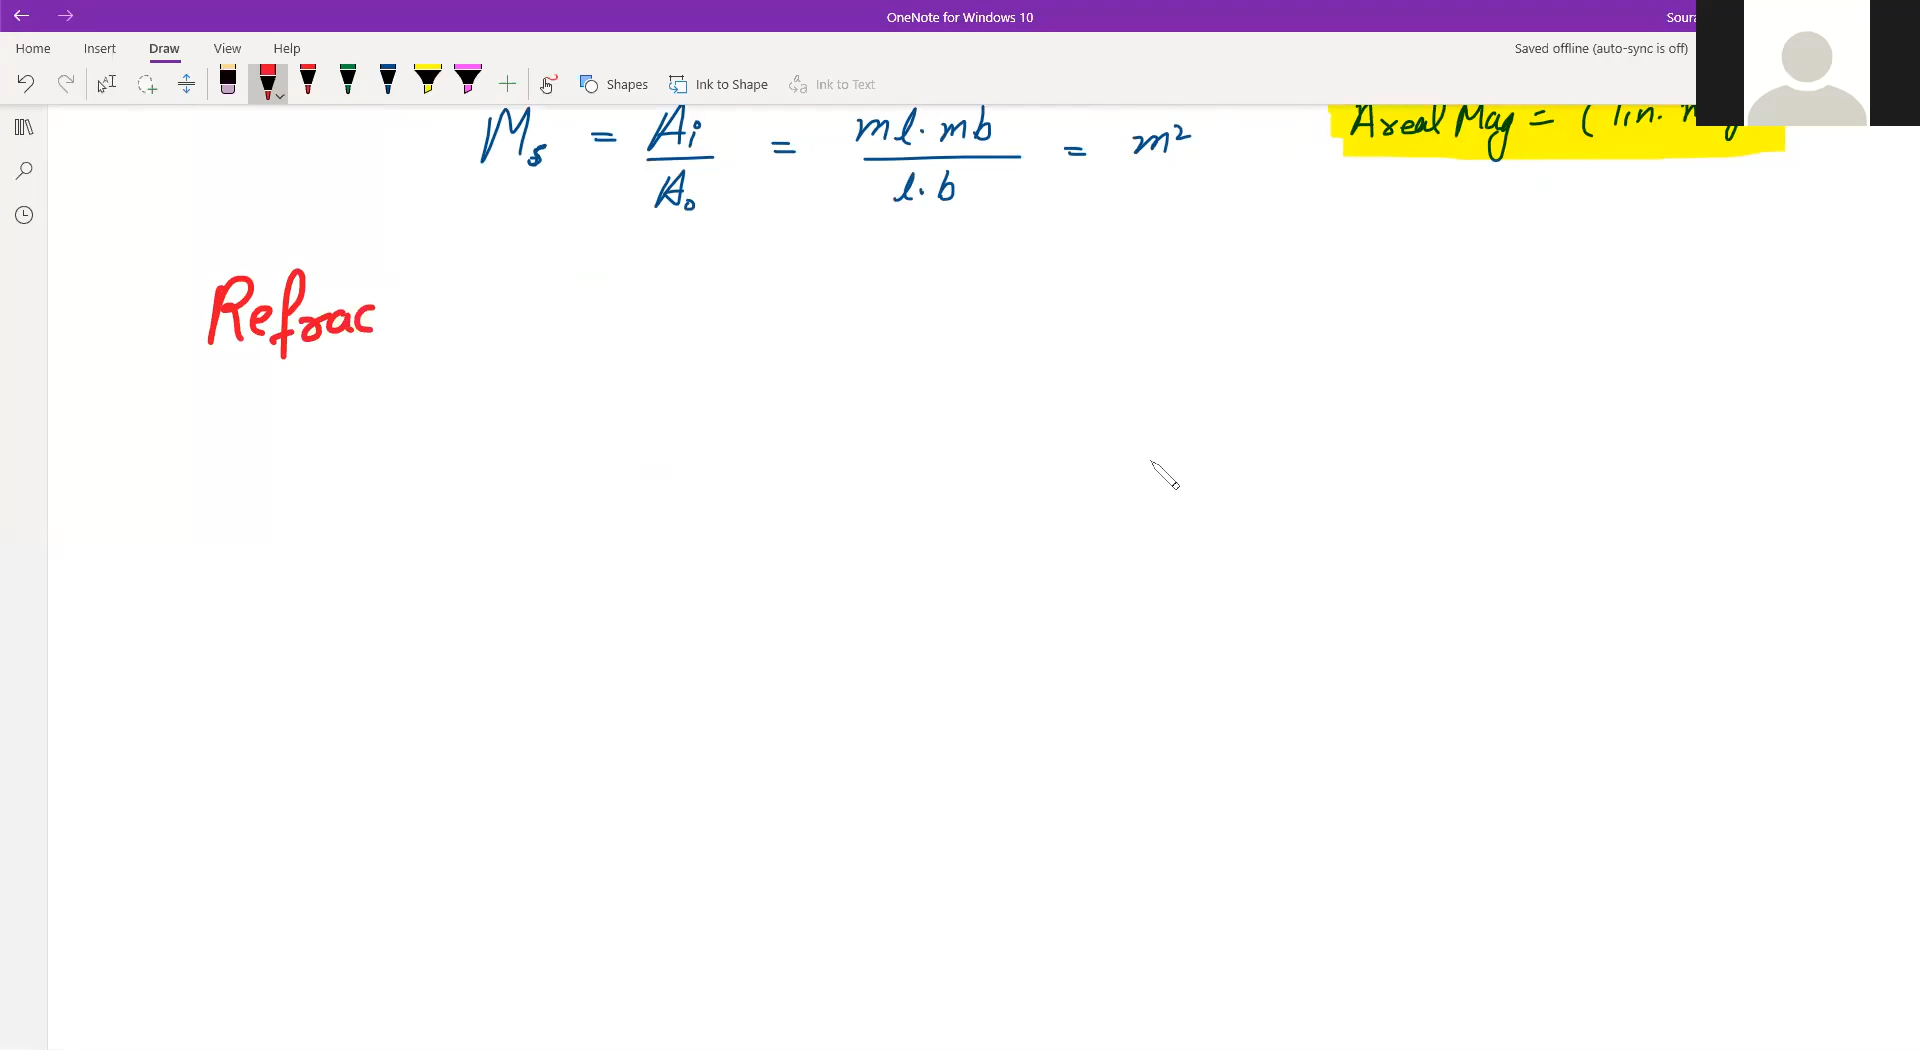 OneNote for Windows 10
Soura
Home Insert Draw View Help
Saved offline (auto-sync is off)
Shapes Ink to Shape Ink to Text
Ms = Ai / Ao = ml. mb / l. b = m²
Areal Mag = ( lin.
Refrac